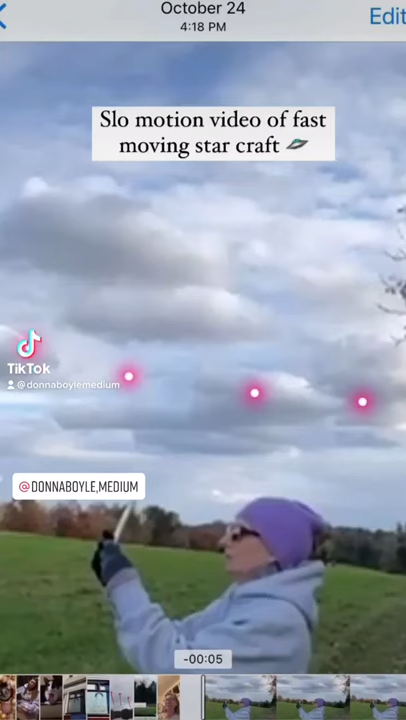 October 24
4:18 PM
Edit
Slo motion video of fast
moving star craft
TikTok
@donnaboylemedium
@DONNABOYLE,MEDIUM
-00:05